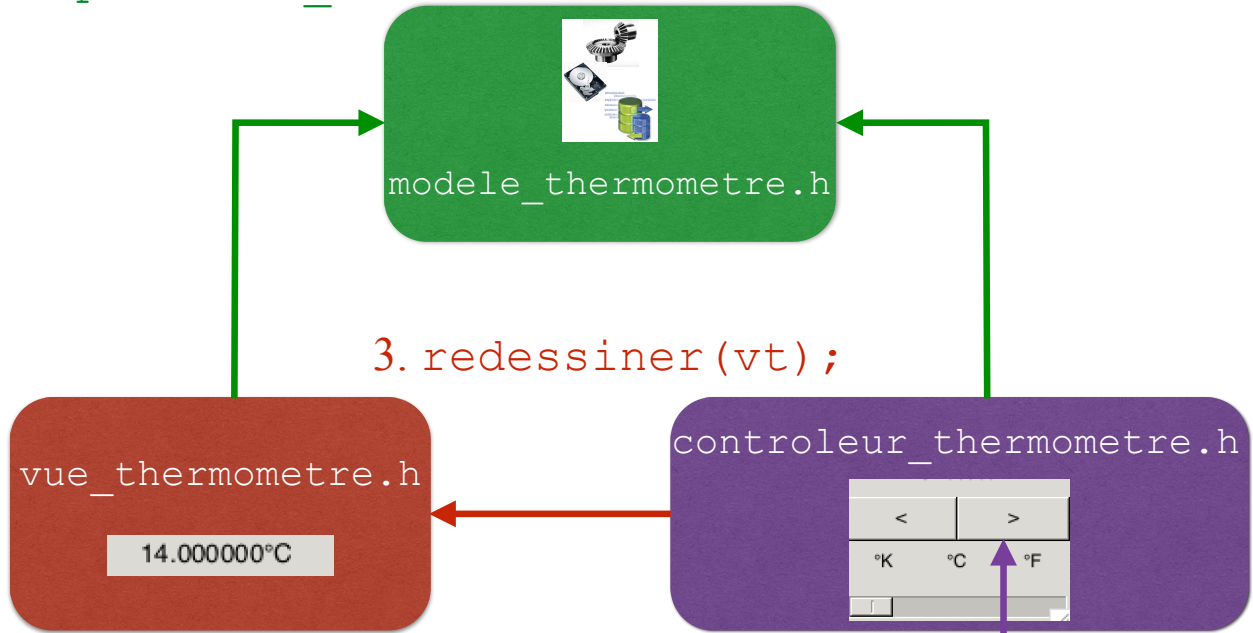 modele_thermometre.h
3. redessiner(vt);
vue_thermometre.h
14.000000°C
controleur_thermometre.h
< >
°K °C °F